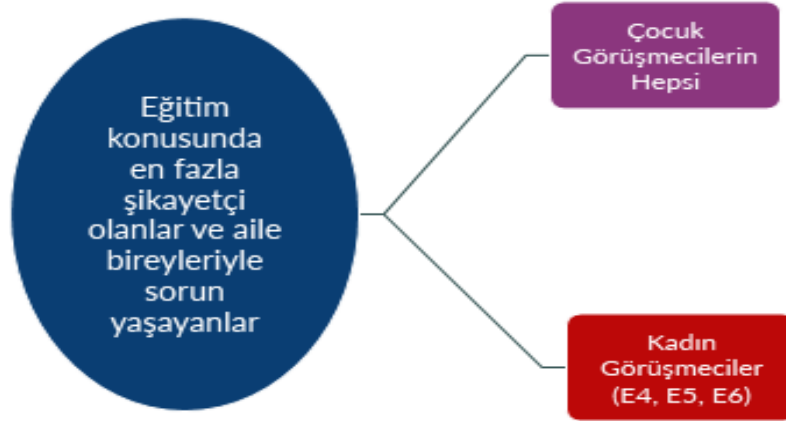 Eğitim
konusunda
en fazla
şikayetçi
olanlar ve aile
bireyleriyle
sorun
yaşayanlar
Çocuk
Görüşmecilerin
Hepsi
Kadın
Görüşmeciler
(E4, E5, E6)